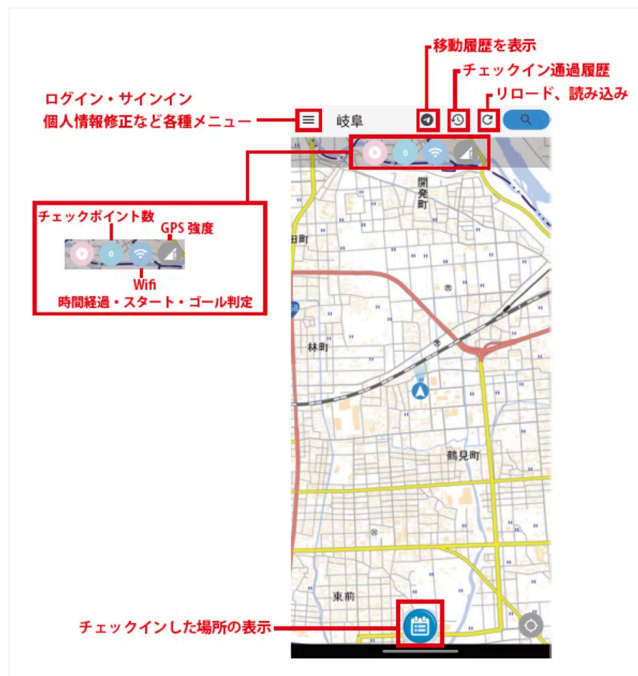 移動履歴を表示
チェックイン通過履歴
リロード、読み込み
ログイン・サインイン
個人情報修正など各種メニュー
岐阜
チェックポイント数
GPS 強度
0
0
Wifi
時間経過・スタート・ゴール判定
開発町
田町
林町
鶴見町
東前
チェックインした場所の表示